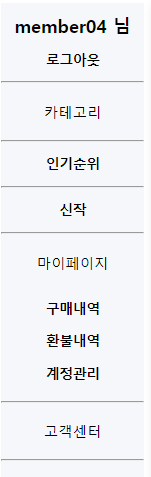 member04 님
로그아웃
카테고리
인기순위
신작
마이페이지
구매내역
환불내역
계정관리
고객센터